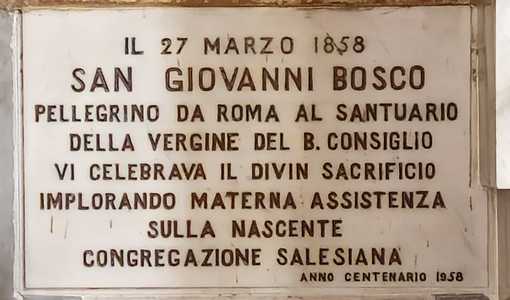 IL 27 MARZO 1858
SAN GIOVANNI BOSCO
PELLEGRINO DA ROMA AL SANTUARIO
DELLA VERGINE DEL B. CONSIGLIO
VI CELEBRAVA IL DIVIN SACRIFICIO
IMPLORANDO MATERNA ASSISTENZA
SULLA NASCENTE
CONGREGAZIONE SALESIANA
ANNO CENTENARIO 1958